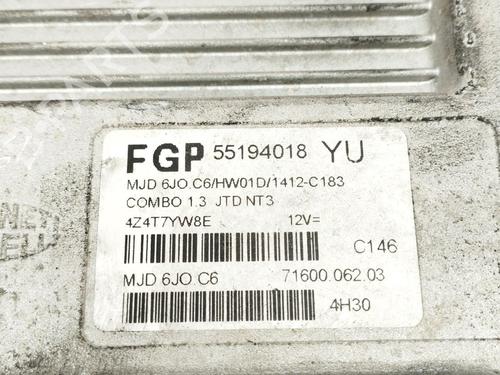 FGP 55194018 YU
MJD 6JO.C6/HW01D/1412-C183
COMBO 1.3 JTD NT3
4Z4T7YW8E 12V=
C146
MJD 6JO.C6 71600.062.03
4H30